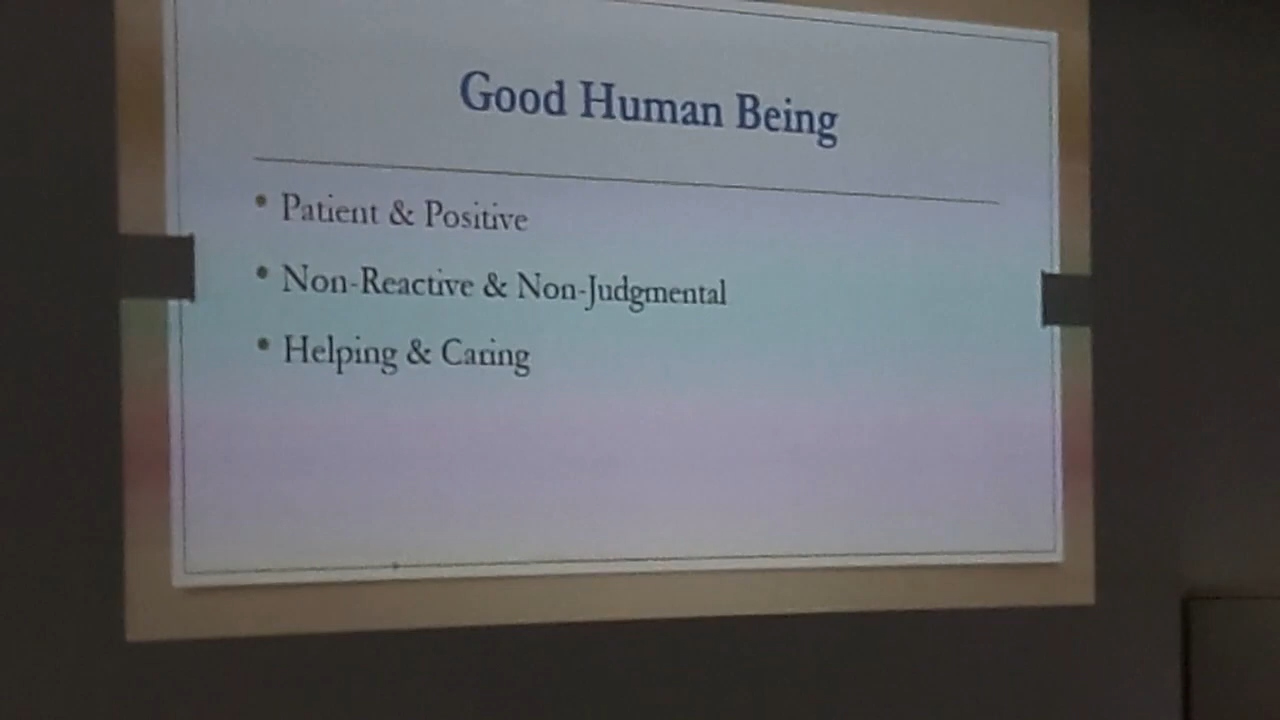 Good Human Being
• Patient & Positive
• Non-Reactive & Non-Judgmental
• Helping & Caring